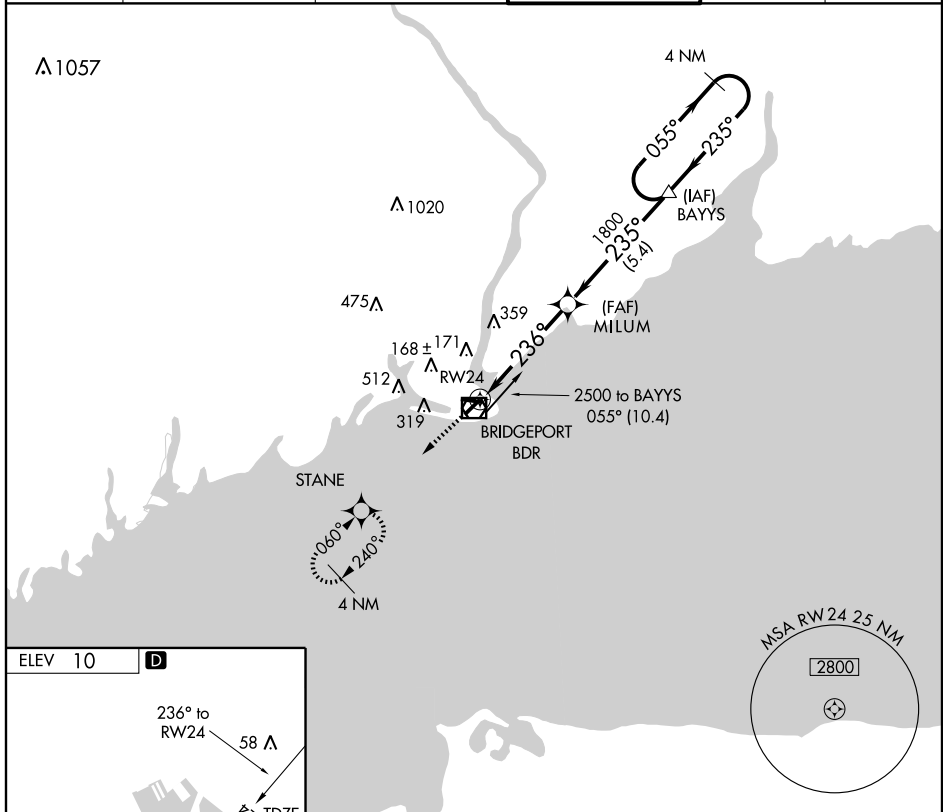 4 NM
1057
055°
235°
(IAF)
BAYYS
1020
1800
235°
(5.4)
475
359
(FAF)
MILUM
236°
168 ±
171
RW24
512
2500 to BAYYS
055° (10.4)
319
BRIDGEPORT
BDR
STANE
060°
240°
4 NM
MSA RW24 25 NM
2800
ELEV 10
D
236° to
RW24
58